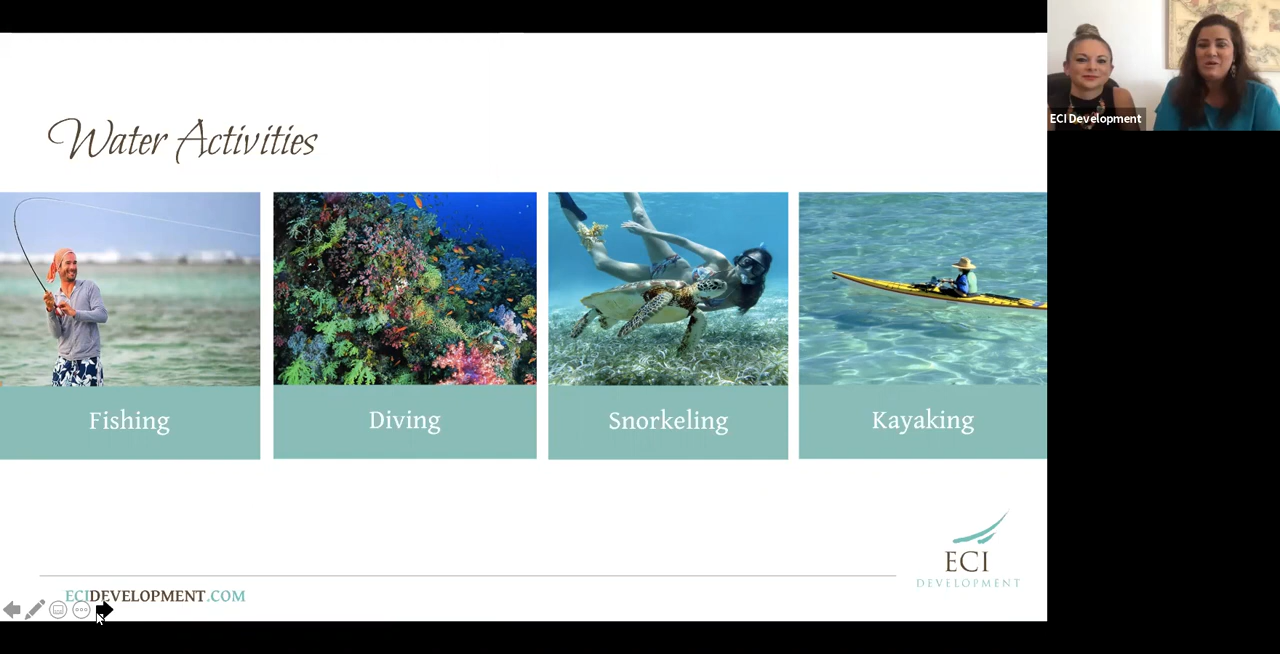 Water Activities
ECI Development
Fishing
Diving
Snorkeling
Kayaking
ECI
DEVELOPMENT
ECIDEVELOPMENT.COM